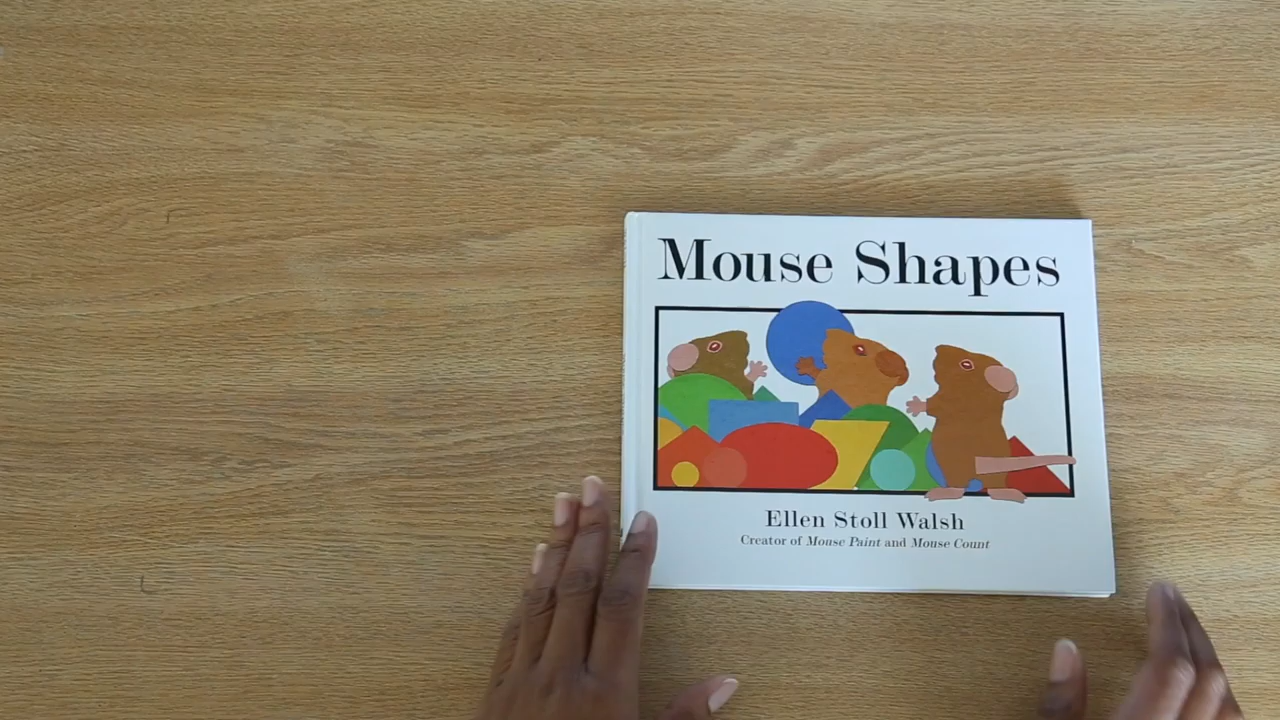 Mouse Shapes
Ellen Stoll Walsh
Creator of Mouse Paint and Mouse Count